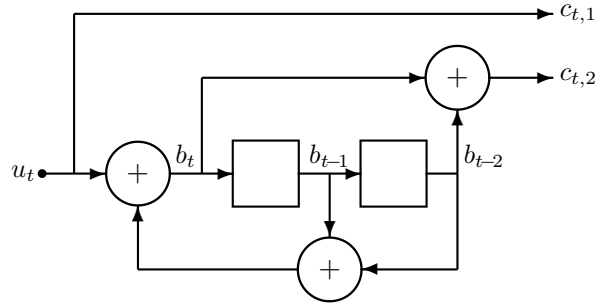 c_{t,1}
+ c_{t,2}
u_t + b_t b_{t-1} b_{t-2}
+